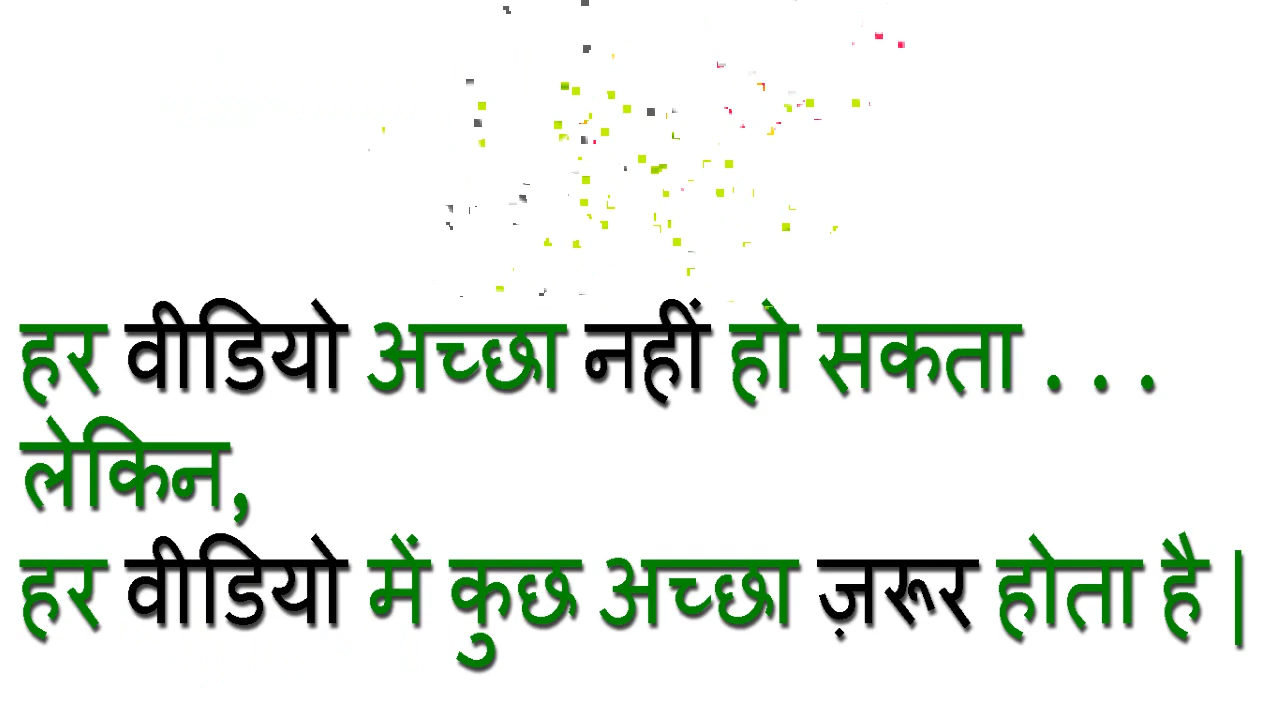 हर वीडियो अच्छा नहीं हो सकता . . .
लेकिन,
हर वीडियो में कुछ अच्छा ज़रूर होता है |